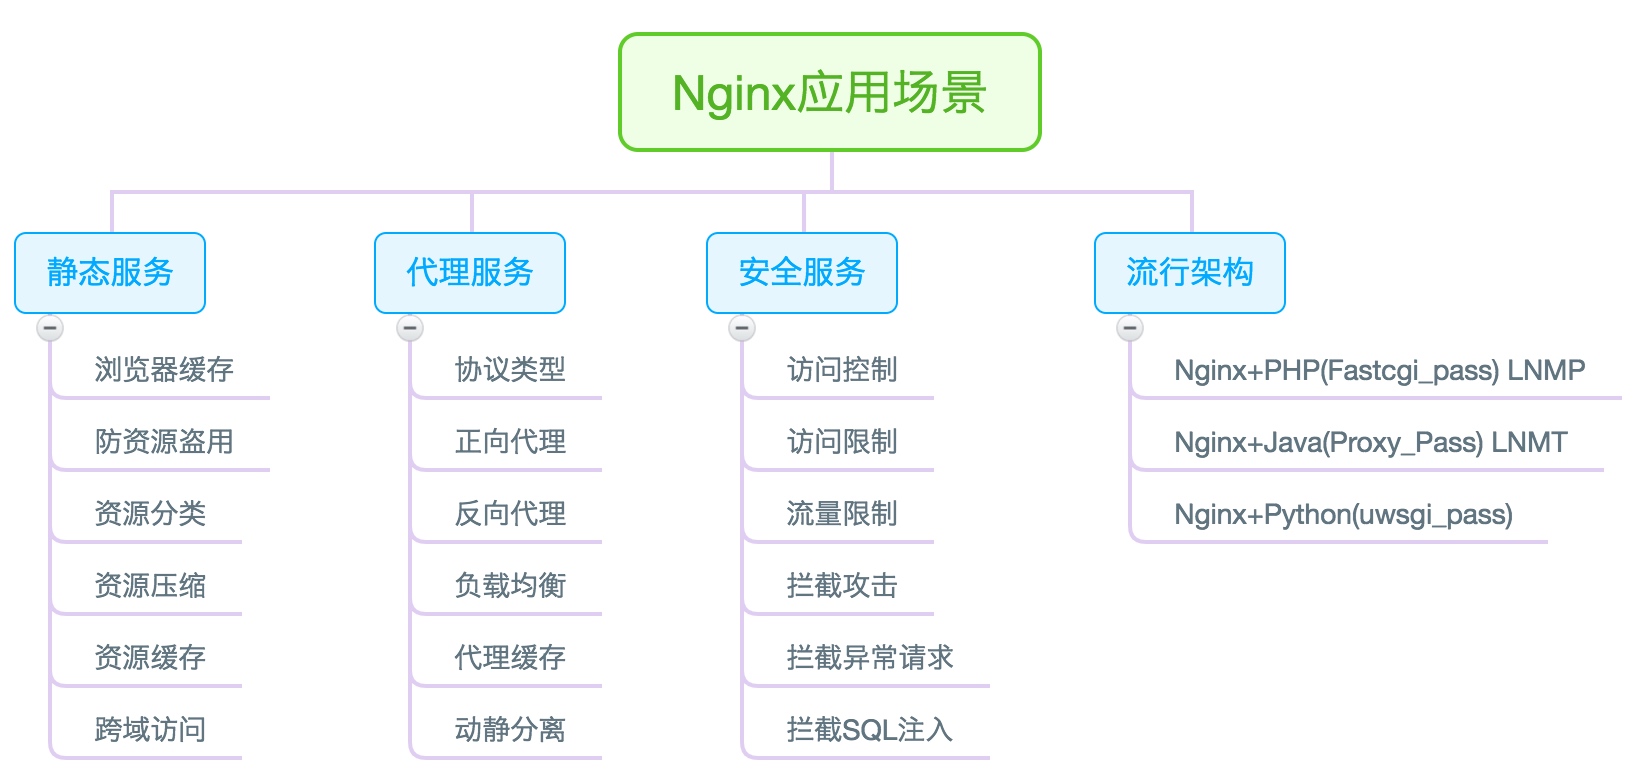 Nginx应用场景
静态服务
浏览器缓存
防资源盗用
资源分类
资源压缩
资源缓存
跨域访问
代理服务
协议类型
正向代理
反向代理
负载均衡
代理缓存
动静分离
安全服务
访问控制
访问限制
流量限制
拦截攻击
拦截异常请求
拦截SQL注入
流行架构
Nginx+PHP(Fastcgi_pass) LNMP
Nginx+Java(Proxy_Pass) LNMT
Nginx+Python(uwsgi_pass)